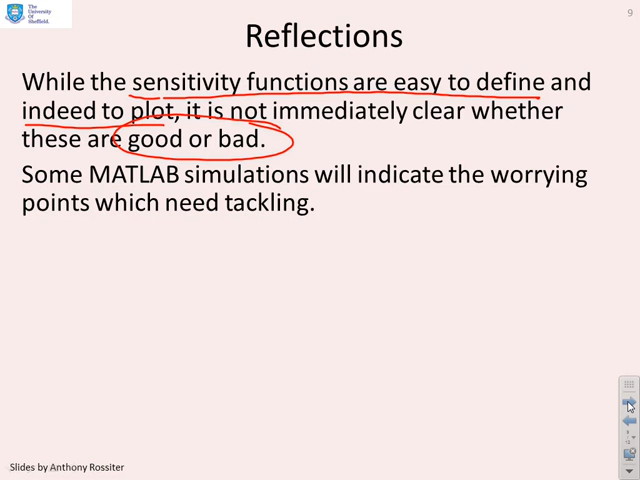 The
University
Of
Sheffield.
9
Reflections
While the sensitivity functions are easy to define and
indeed to plot, it is not immediately clear whether
these are good or bad.
Some MATLAB simulations will indicate the worrying
points which need tackling.
Slides by Anthony Rossiter